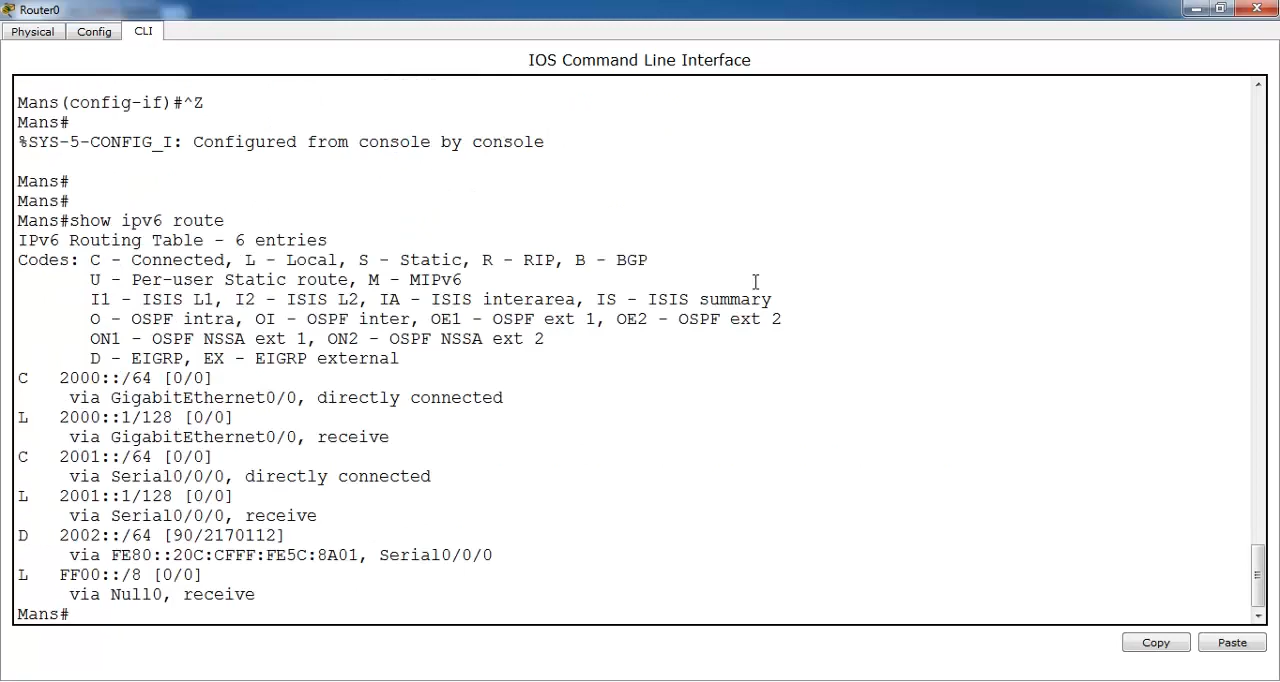 Router0
Physical Config CLI
IOS Command Line Interface
Mans(config-if)#^Z
Mans#
%SYS-5-CONFIG_I: Configured from console by console
Mans#
Mans#
Mans#show ipv6 route
IPv6 Routing Table - 6 entries
Codes: C - Connected, L - Local, S - Static, R - RIP, B - BGP
U - Per-user Static route, M - MIPv6
I1 - ISIS L1, I2 - ISIS L2, IA - ISIS interarea, IS - ISIS summary
O - OSPF intra, OI - OSPF inter, OE1 - OSPF ext 1, OE2 - OSPF ext 2
ON1 - OSPF NSSA ext 1, ON2 - OSPF NSSA ext 2
D - EIGRP, EX - EIGRP external
C 2000::/64 [0/0]
via GigabitEthernet0/0, directly connected
L 2000::1/128 [0/0]
via GigabitEthernet0/0, receive
C 2001::/64 [0/0]
via Serial0/0/0, directly connected
L 2001::1/128 [0/0]
via Serial0/0/0, receive
D 2002::/64 [90/2170112]
via FE80::20C:CFFF:FE5C:8A01, Serial0/0/0
L FF00::/8 [0/0]
via Null0, receive
Mans#
Copy Paste